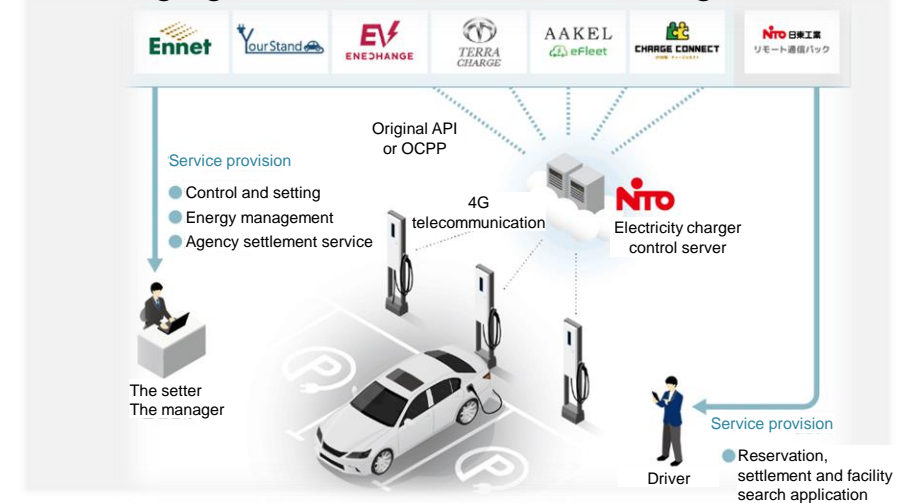 Ennet
Your Stand
EV
ENECHANGE
TERRA
CHARGE
AAKEL
eFleet
CHARGE CONNECT
NITO 日東工業
リモート通信パック
Original API
or OCPP
Service provision
Control and setting
Energy management
Agency settlement service
4G
telecommunication
NITO
Electricity charger
control server
The setter
The manager
Service provision
Driver
Reservation,
settlement and facility
search application